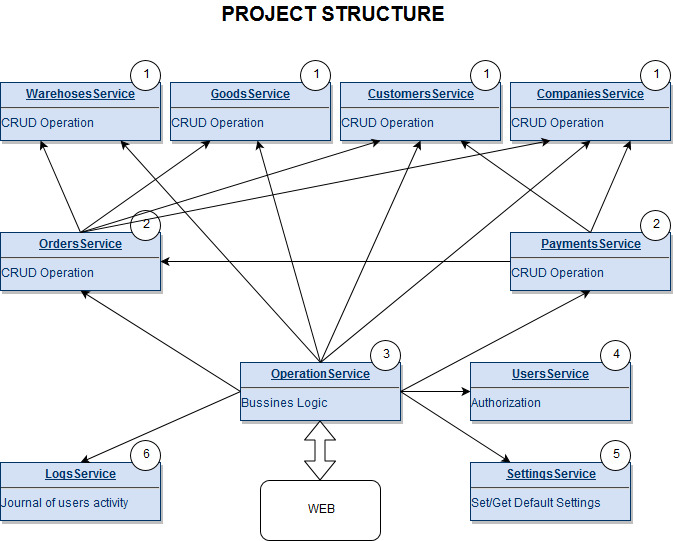 PROJECT STRUCTURE
1
1
1
1
WarehosesService
GoodsService
CustomersService
CompaniesService
CRUD Operation
CRUD Operation
CRUD Operation
CRUD Operation
2
2
OrdersService
PaymentsService
CRUD Operation
CRUD Operation
3
4
OperationService
UsersService
Bussines Logic
Authorization
6
5
LogsService
SettingsService
Journal of users activity
Set/Get Default Settings
WEB